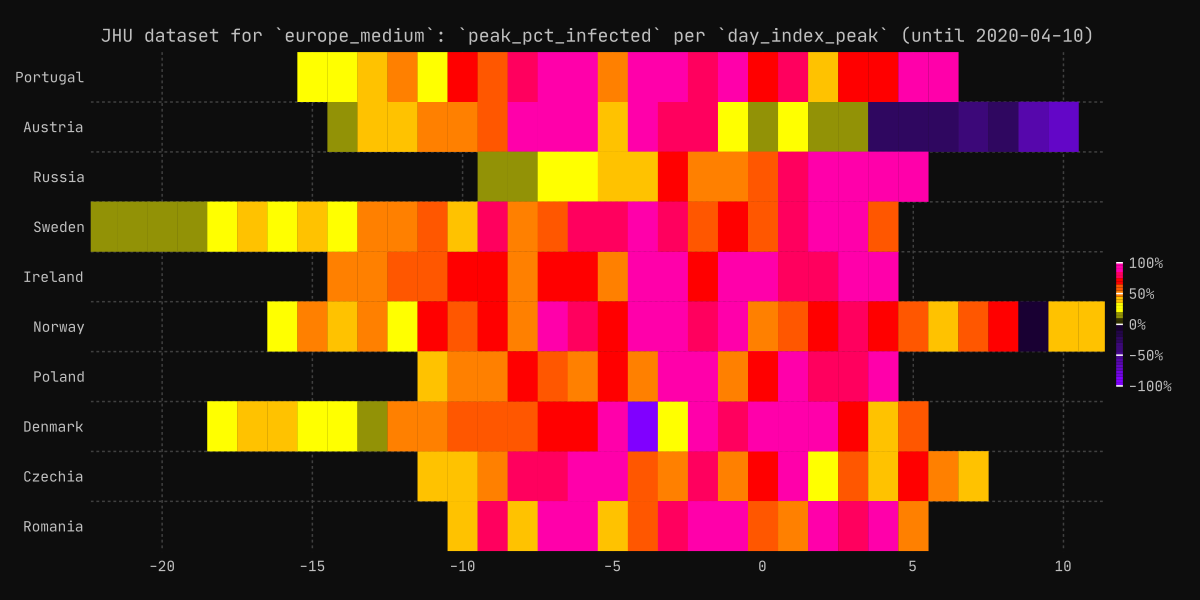 JHU dataset for `europe_medium`: `peak_pct_infected` per `day_index_peak` (until 2020-04-10)
Portugal
Austria
Russia
Sweden
Ireland
Norway
Poland
Denmark
Czechia
Romania
100%
50%
0%
−50%
−100%
−20 −15 −10 −5 0 5 10